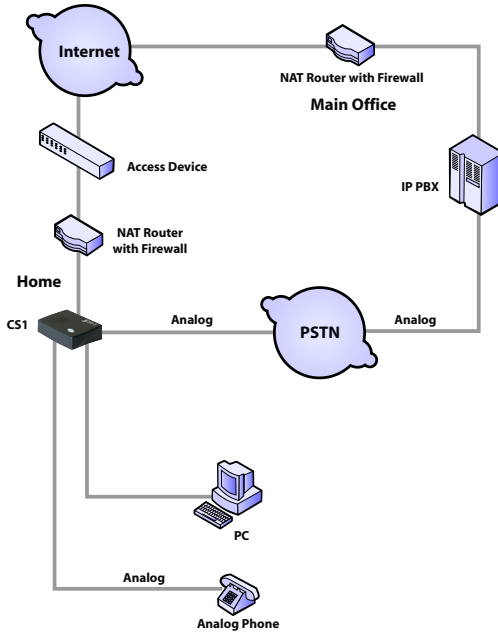 Internet
NAT Router with Firewall
Main Office
Access Device
IP PBX
NAT Router
with Firewall
Home
CS1
Analog
PSTN
Analog
PC
Analog
Analog Phone